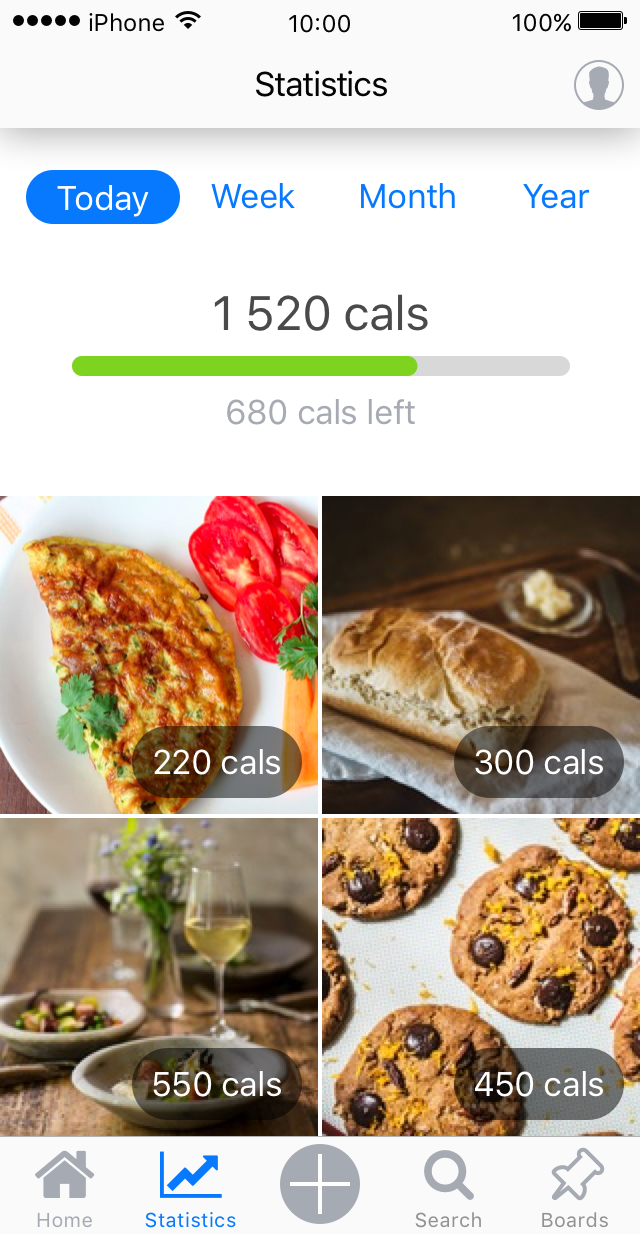 iPhone 10:00 100%
Statistics
Today Week Month Year
1 520 cals
680 cals left
220 cals 300 cals
550 cals 450 cals
Home Statistics Search Boards